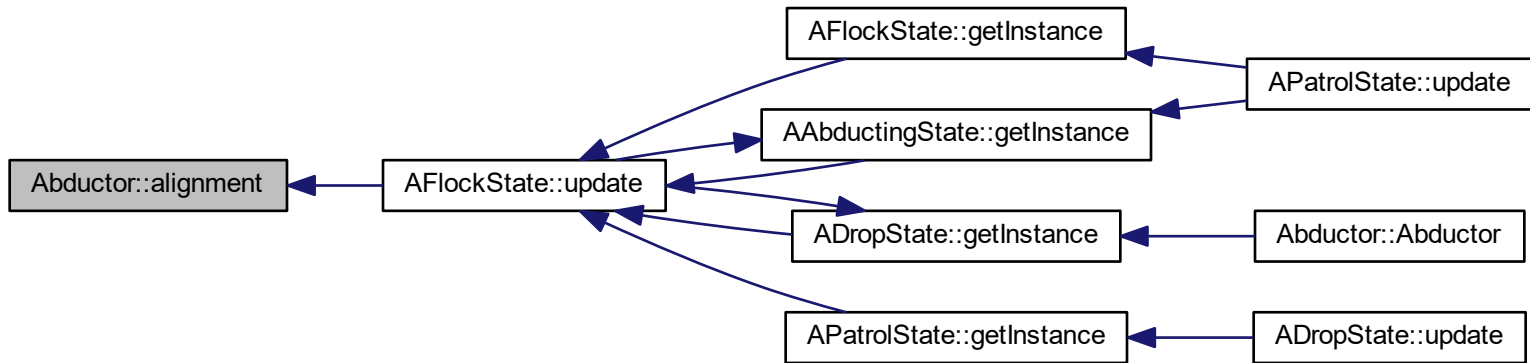 AFlockState::getInstance
APatrolState::update
AAbductingState::getInstance
Abductor::alignment
AFlockState::update
ADropState::getInstance
Abductor::Abductor
APatrolState::getInstance
ADropState::update